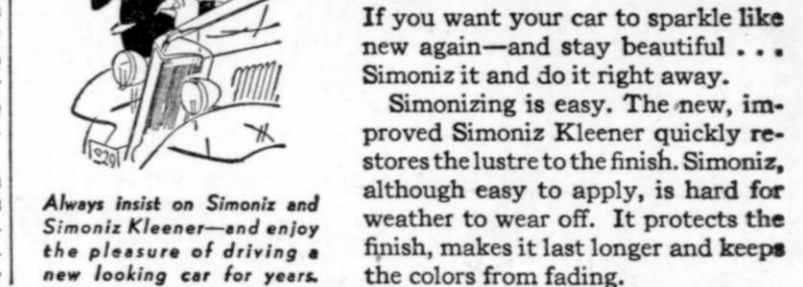 If you want your car to sparkle like
new again—and stay beautiful . . .
Simoniz it and do it right away.
Simonizing is easy. The new, im-
proved Simoniz Kleener quickly re-
stores the lustre to the finish. Simoniz,
although easy to apply, is hard for
weather to wear off. It protects the
finish, makes it last longer and keeps
the colors from fading.
Always insist on Simoniz and
Simoniz Kleener—and enjoy
the pleasure of driving a
new looking car for years.